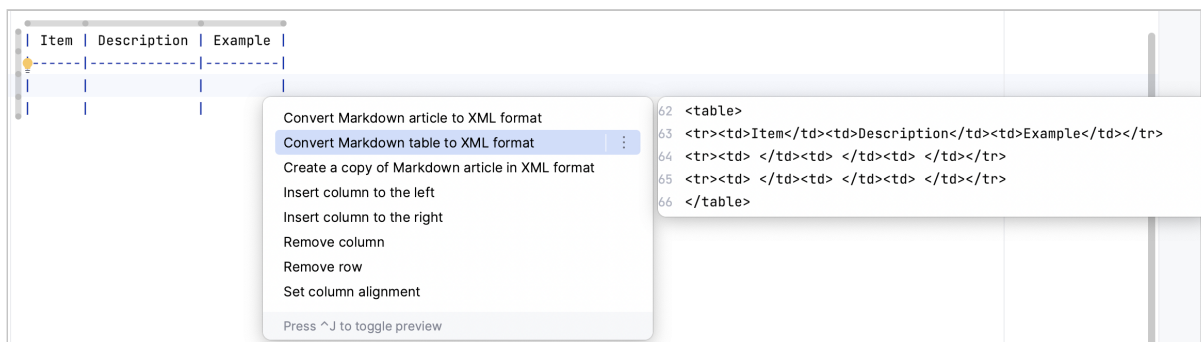 | Item | Description | Example |
|------|-------------|---------|
| | | |
| | | |
Convert Markdown article to XML format
Convert Markdown table to XML format
Create a copy of Markdown article in XML format
Insert column to the left
Insert column to the right
Remove column
Remove row
Set column alignment
Press ^J to toggle preview
62 <table>
63 <tr><td>Item</td><td>Description</td><td>Example</td></tr>
64 <tr><td> </td><td> </td><td> </td></tr>
65 <tr><td> </td><td> </td><td> </td></tr>
66 </table>